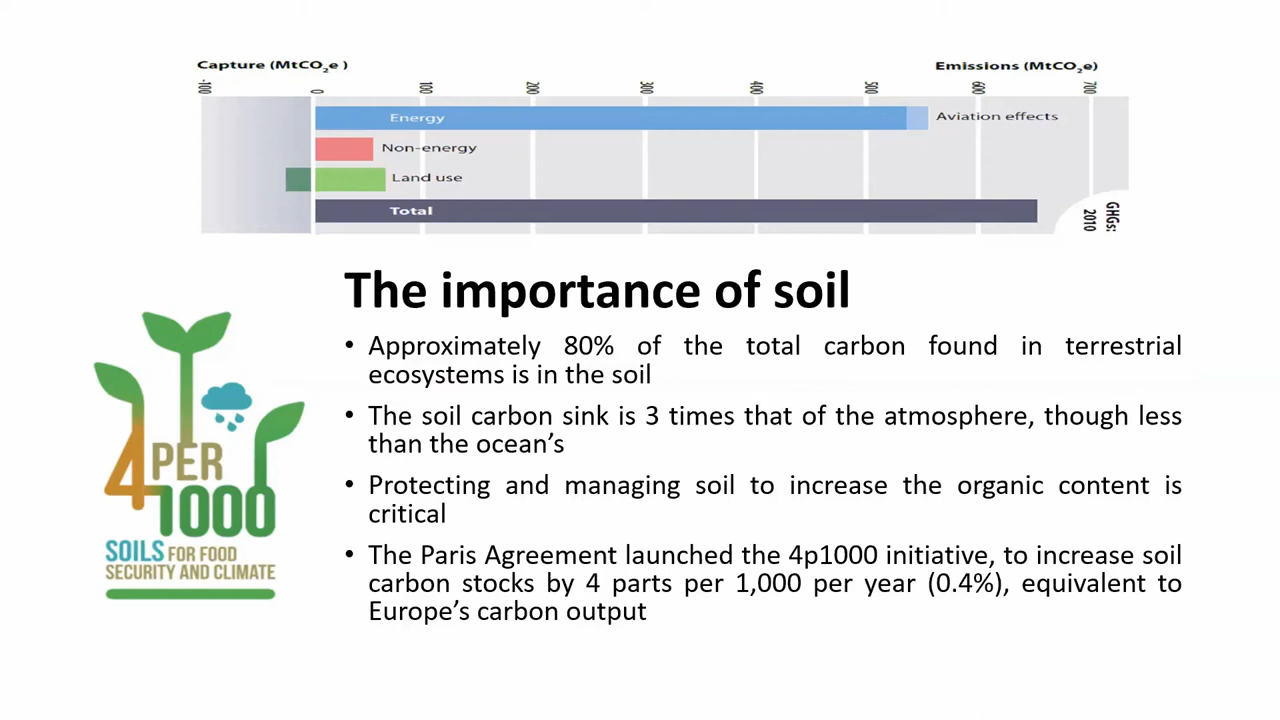 Capture (MtCO₂e )
Emissions (MtCO₂e)
-100 0 100 200 300 400 500 600 700
Energy
Aviation effects
Non-energy
Land use
Total
GHGs:
2010
The importance of soil
• Approximately 80% of the total carbon found in terrestrial
ecosystems is in the soil
• The soil carbon sink is 3 times that of the atmosphere, though less
than the ocean’s
• Protecting and managing soil to increase the organic content is
critical
• The Paris Agreement launched the 4p1000 initiative, to increase soil
carbon stocks by 4 parts per 1,000 per year (0.4%), equivalent to
Europe’s carbon output
4 PER
1000
SOILS FOR FOOD
SECURITY AND CLIMATE